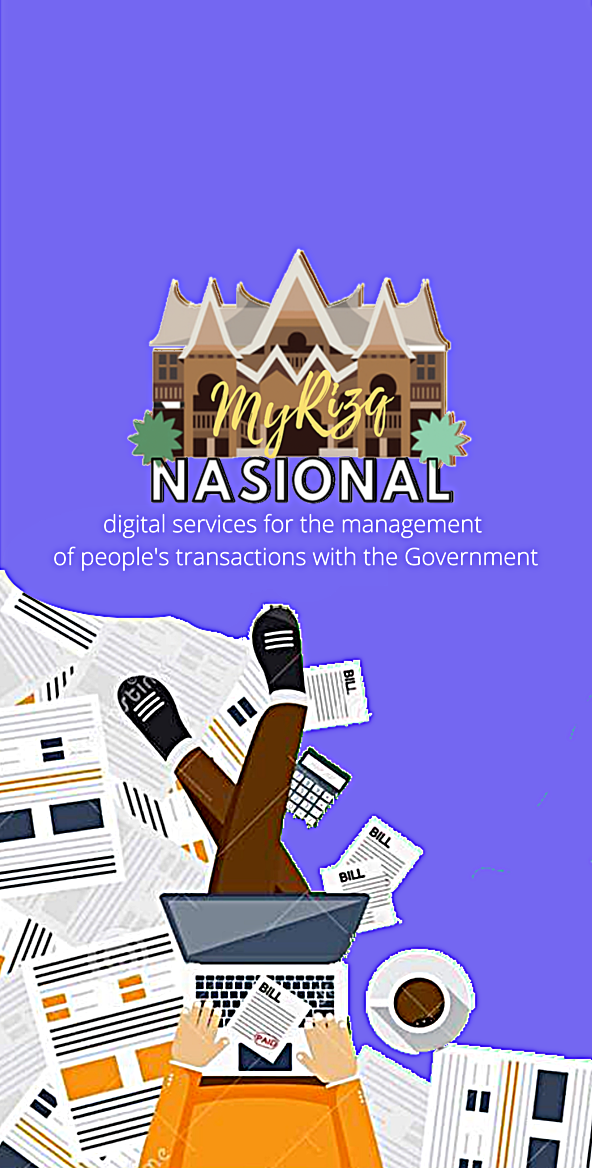 MyRizq
NASIONAL
digital services for the management
of people's transactions with the Government
BILL
BILL
BILL
BILL
PAID